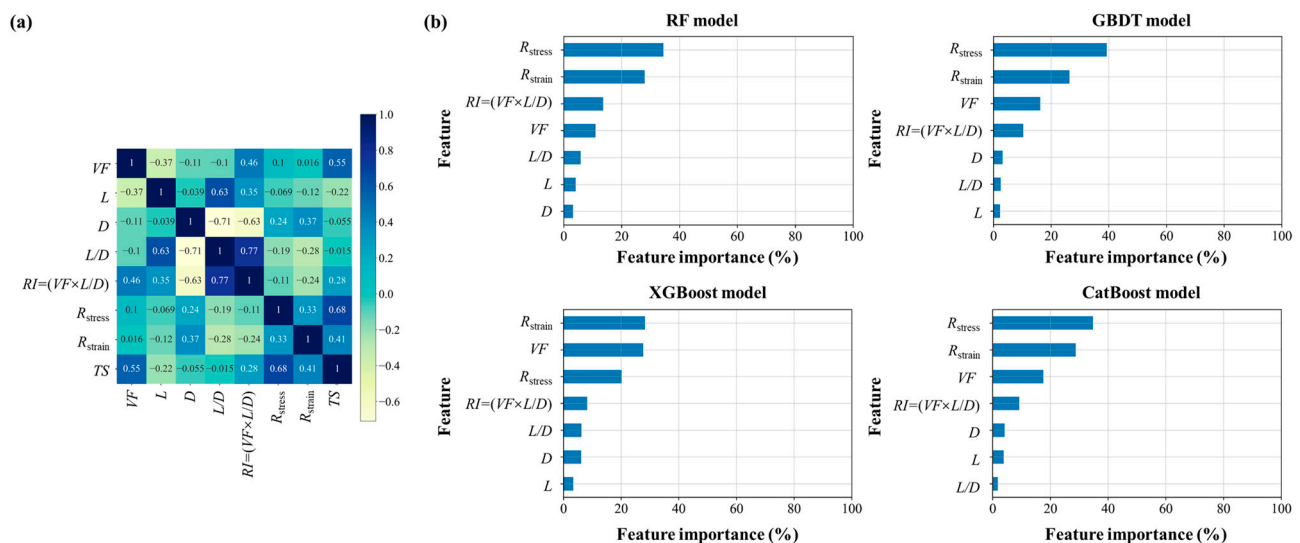 (a)
1.0
0.8
0.6
0.4
0.2
0.0
−0.2
−0.4
−0.6
VF 1 −0.37 −0.11 −0.1 0.46 0.1 0.016 0.55
L −0.37 1 −0.039 0.63 0.35 −0.069 −0.12 −0.22
D −0.11 −0.039 1 −0.71 −0.63 0.24 0.37 −0.055
L/D −0.1 0.63 −0.71 1 0.77 −0.19 −0.28 −0.015
RI=(VF×L/D) 0.46 0.35 −0.63 0.77 1 −0.11 −0.24 0.28
Rstress 0.1 −0.069 0.24 −0.19 −0.11 1 0.33 0.68
Rstrain 0.016 −0.12 0.37 −0.28 −0.24 0.33 1 0.41
TS 0.55 −0.22 −0.055 −0.015 0.28 0.68 0.41 1
VF L D L/D RI=(VF×L/D) Rstress Rstrain TS
(b)
RF model
Feature
Rstress
Rstrain
RI=(VF×L/D)
VF
L/D
L
D
0 20 40 60 80 100
Feature importance (%)
GBDT model
Feature
Rstress
Rstrain
VF
RI=(VF×L/D)
D
L/D
L
0 20 40 60 80 100
Feature importance (%)
XGBoost model
Feature
Rstrain
VF
Rstress
RI=(VF×L/D)
L/D
D
L
0 20 40 60 80 100
Feature importance (%)
CatBoost model
Feature
Rstress
Rstrain
VF
RI=(VF×L/D)
D
L
L/D
0 20 40 60 80 100
Feature importance (%)